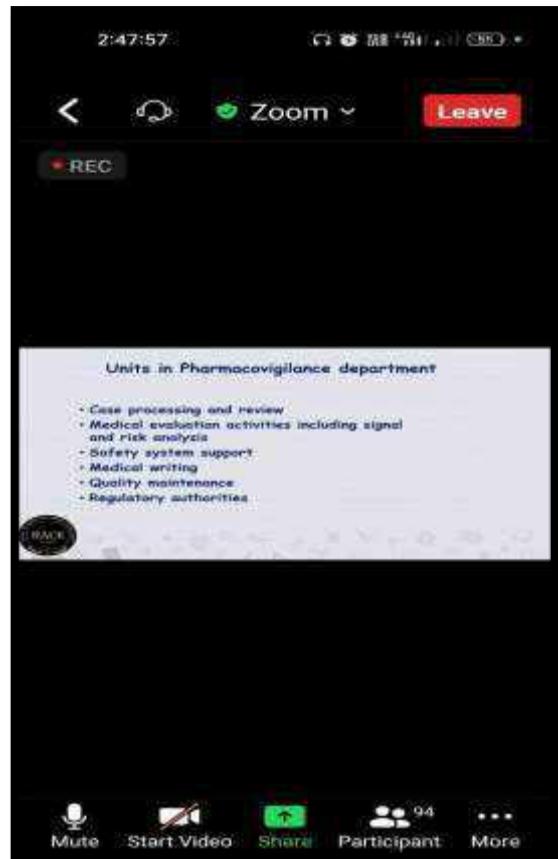 2:47:57
55
Zoom
Leave
REC
Units in Pharmacovigilance department
• Case processing and review
• Medical evaluation activities including signal
and risk analysis
• Safety system support
• Medical writing
• Quality maintenance
• Regulatory authorities
94
Mute
Start Video
Share
Participant
More